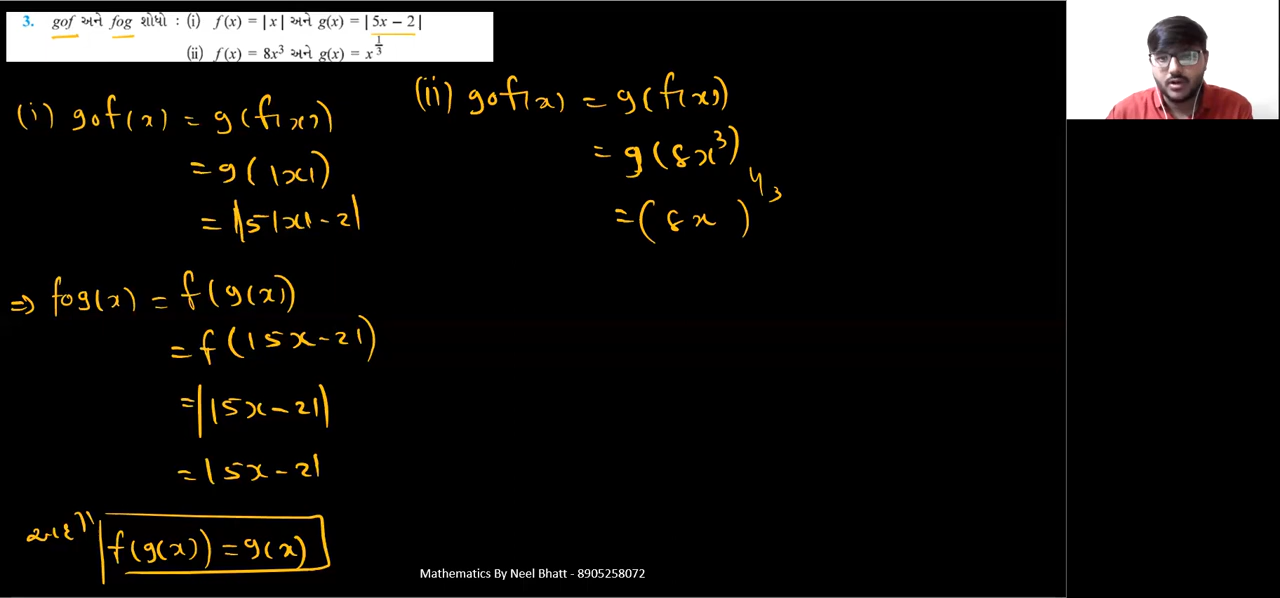 3. gof અને fog શોધો : (i) f(x) = | x | અને g(x) = | 5x − 2 |
(ii) f(x) = 8x³ અને g(x) = x^{1/3}
(i) gof(x) = g(f(x))
= g(|x|)
= |5|x| - 2|
⇒ fog(x) = f(g(x))
= f(|5x-2|)
= ||5x-2||
= |5x-2|
f(g(x)) = g(x)
(ii) gof(x) = g(f(x))
= g(8x³)
= (8x )^{1/3}
Mathematics By Neel Bhatt - 8905258072